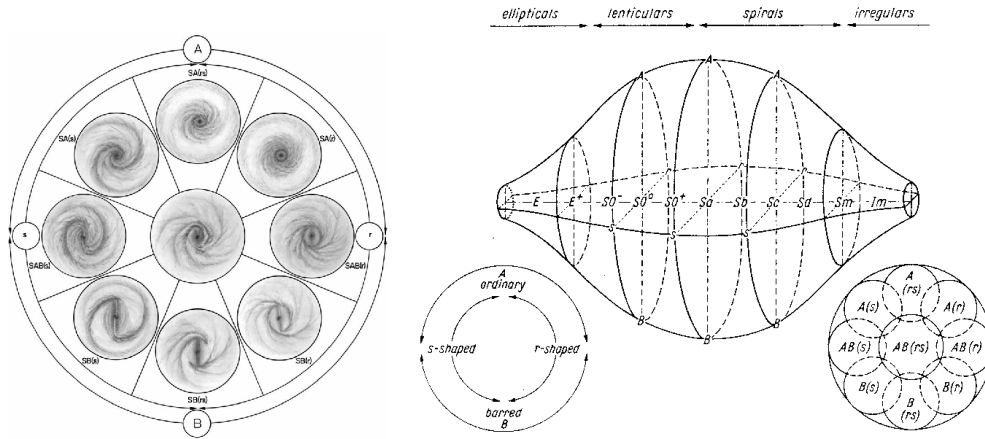 A
SA(rs)
SA(s)
SA(r)
s
r
SAB(s)
SAB(r)
SB(s)
SB(r)
SB(rs)
B
ellipticals lenticulars spirals irregulars
A A A
E E⁺ S0⁻ S0° S0⁺ Sa Sb Sc Sd Sm Im
r
s s s
B B B
A
ordinary
s-shaped r-shaped
barred
B
A
(rs)
A(s) A(r)
AB(s) AB(rs) AB(r)
B(s) B(r)
B
(rs)